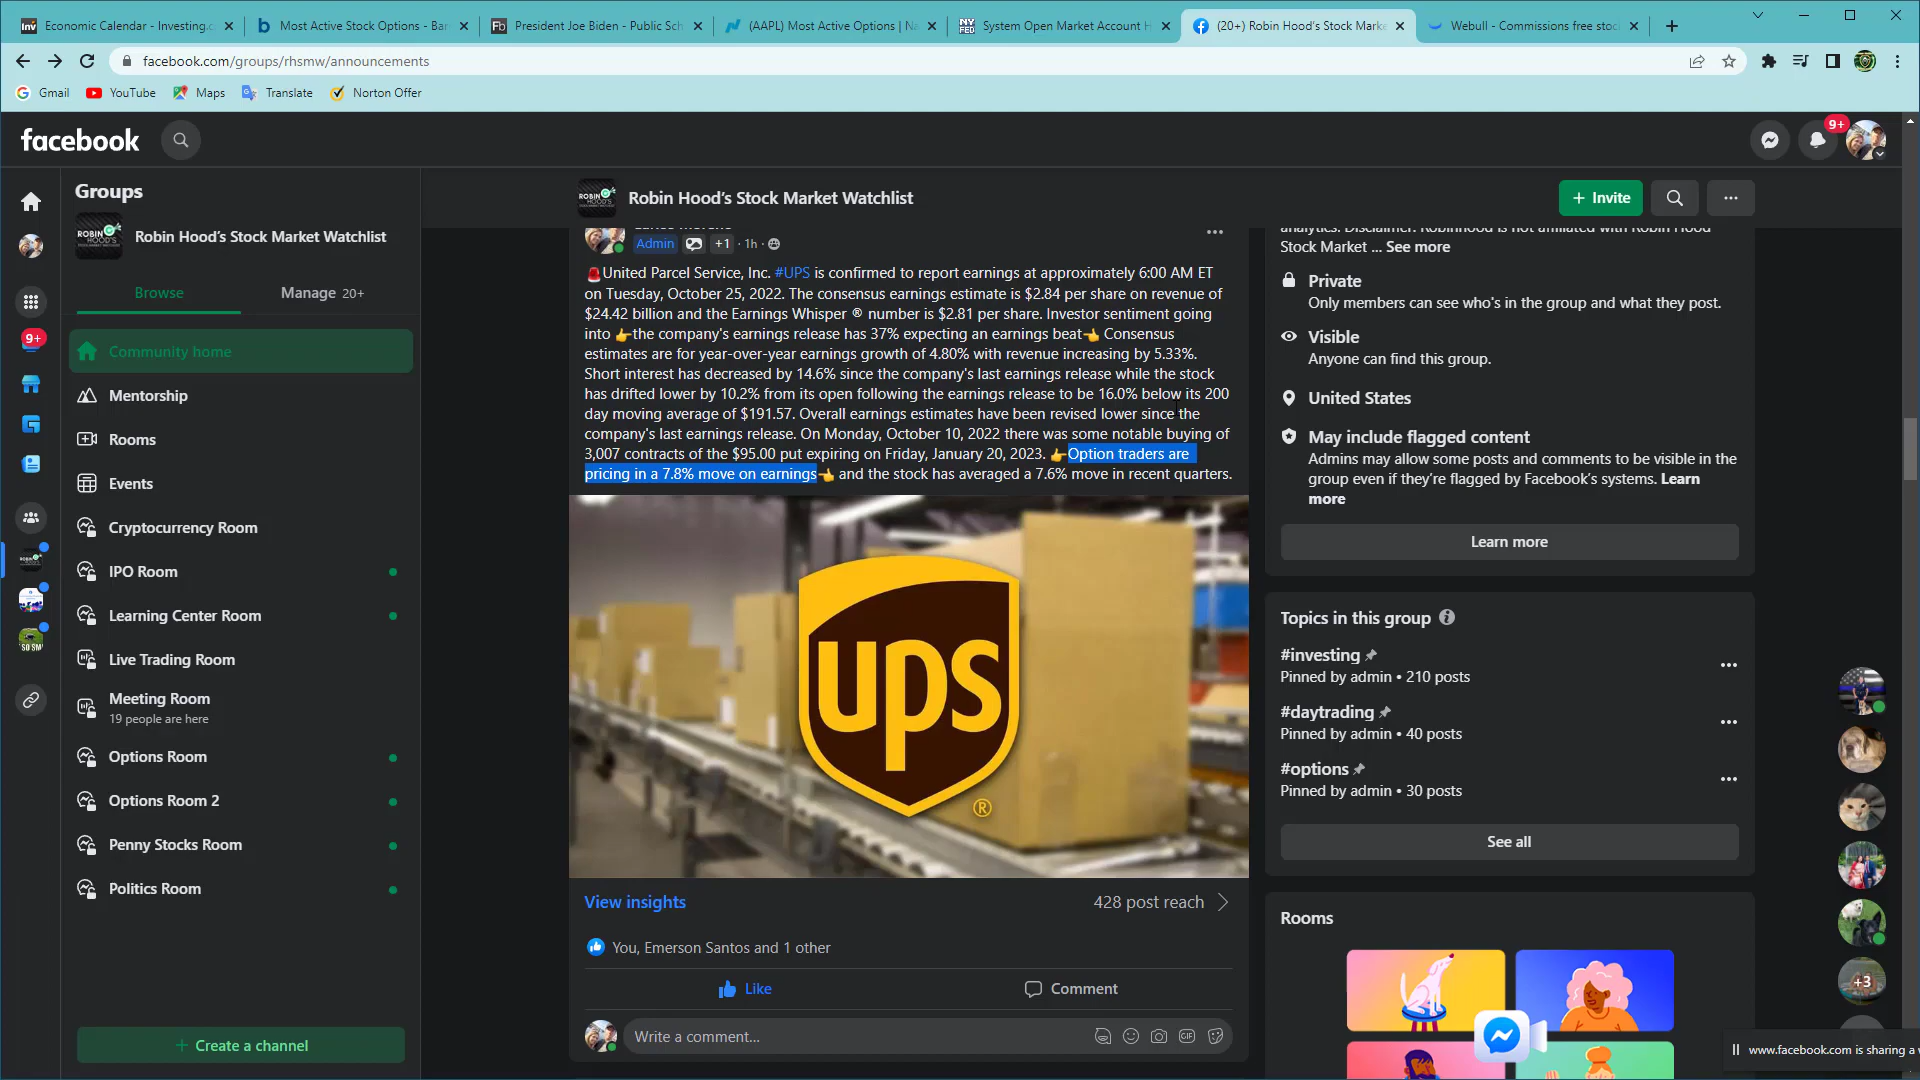 Economic Calendar - Investing.c
Most Active Stock Options - Bar
President Joe Biden - Public Sch
(AAPL) Most Active Options | Na
System Open Market Account H
(20+) Robin Hood's Stock Marke
Webull - Commissions free stoc
facebook.com/groups/rhsmw/announcements
Gmail
YouTube
Maps
Translate
Norton Offer
facebook
9+
Groups
Robin Hood's Stock Market Watchlist
Browse
Manage 20+
9+
Community home
Mentorship
Rooms
Events
Cryptocurrency Room
IPO Room
Learning Center Room
Live Trading Room
Meeting Room
19 people are here
Options Room
Options Room 2
Penny Stocks Room
Politics Room
+ Create a channel
Robin Hood's Stock Market Watchlist
+ Invite
Admin +1 · 1h ·
United Parcel Service, Inc. #UPS is confirmed to report earnings at approximately 6:00 AM ET
on Tuesday, October 25, 2022. The consensus earnings estimate is $2.84 per share on revenue of
$24.42 billion and the Earnings Whisper ® number is $2.81 per share. Investor sentiment going
into 👉the company's earnings release has 37% expecting an earnings beat👈 Consensus
estimates are for year-over-year earnings growth of 4.80% with revenue increasing by 5.33%.
Short interest has decreased by 14.6% since the company's last earnings release while the stock
has drifted lower by 10.2% from its open following the earnings release to be 16.0% below its 200
day moving average of $191.57. Overall earnings estimates have been revised lower since the
company's last earnings release. On Monday, October 10, 2022 there was some notable buying of
3,007 contracts of the $95.00 put expiring on Friday, January 20, 2023. 👉Option traders are
pricing in a 7.8% move on earnings👈 and the stock has averaged a 7.6% move in recent quarters.
ups
®
View insights
428 post reach
You, Emerson Santos and 1 other
Like
Comment
Write a comment...
analytics. Disclaimer: Robinhood is not affiliated with Robin Hood
Stock Market ... See more
Private
Only members can see who's in the group and what they post.
Visible
Anyone can find this group.
United States
May include flagged content
Admins may allow some posts and comments to be visible in the
group even if they're flagged by Facebook's systems. Learn
more
Learn more
Topics in this group
#investing
Pinned by admin • 210 posts
#daytrading
Pinned by admin • 40 posts
#options
Pinned by admin • 30 posts
See all
Rooms
+3
www.facebook.com is sharing a